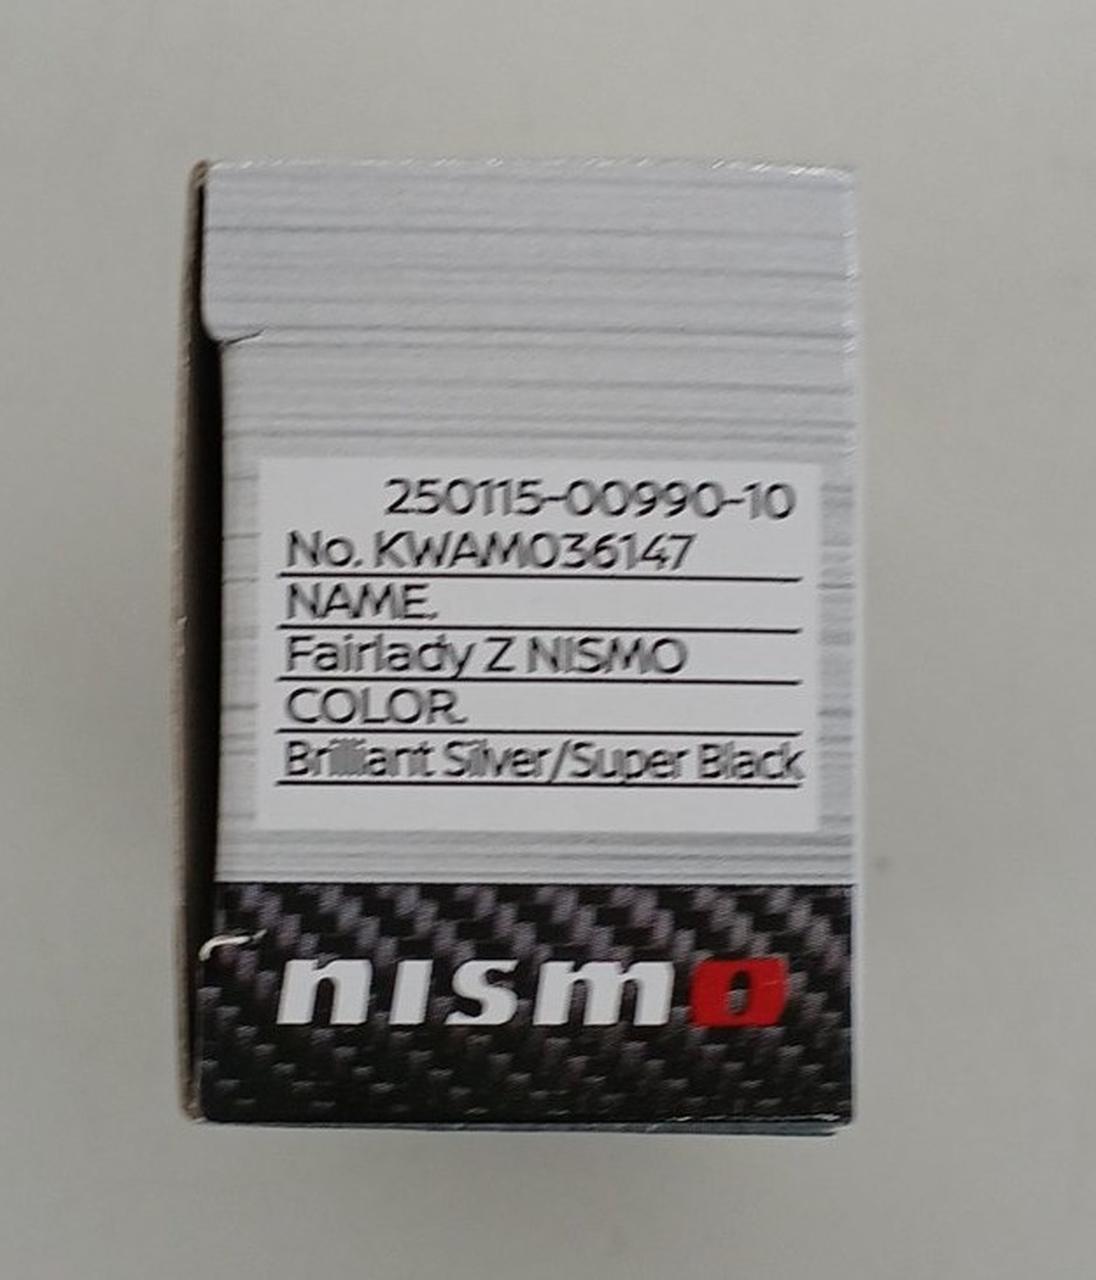 250115-00990-10
No. KWAM036147
NAME.
Fairlady Z NISMO
COLOR.
Brilliant Silver/Super Black
nismo